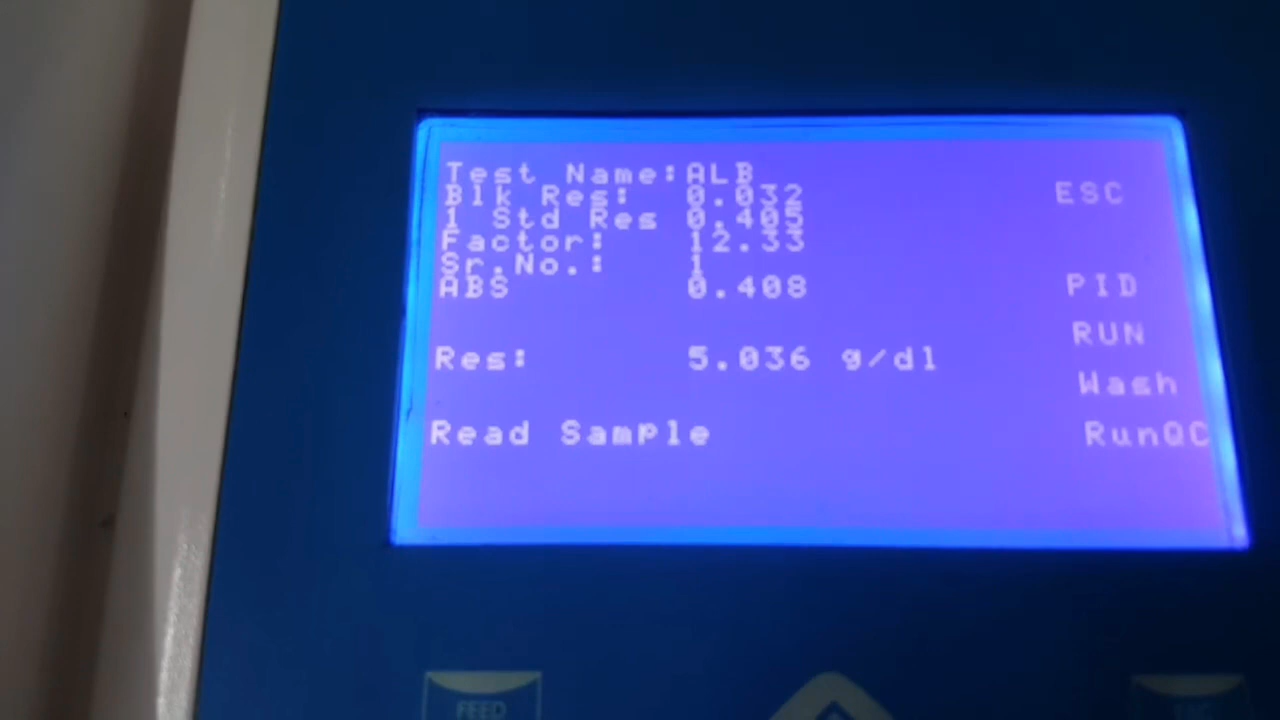 Test Name:ALB
Blk Res: 0.032
1 Std Res 0.405
Factor: 12.33
Sr.No.: 1
ABS 0.408
Res: 5.036 g/dl
Read Sample
ESC
PID
RUN
Wash
RunQC
FEED